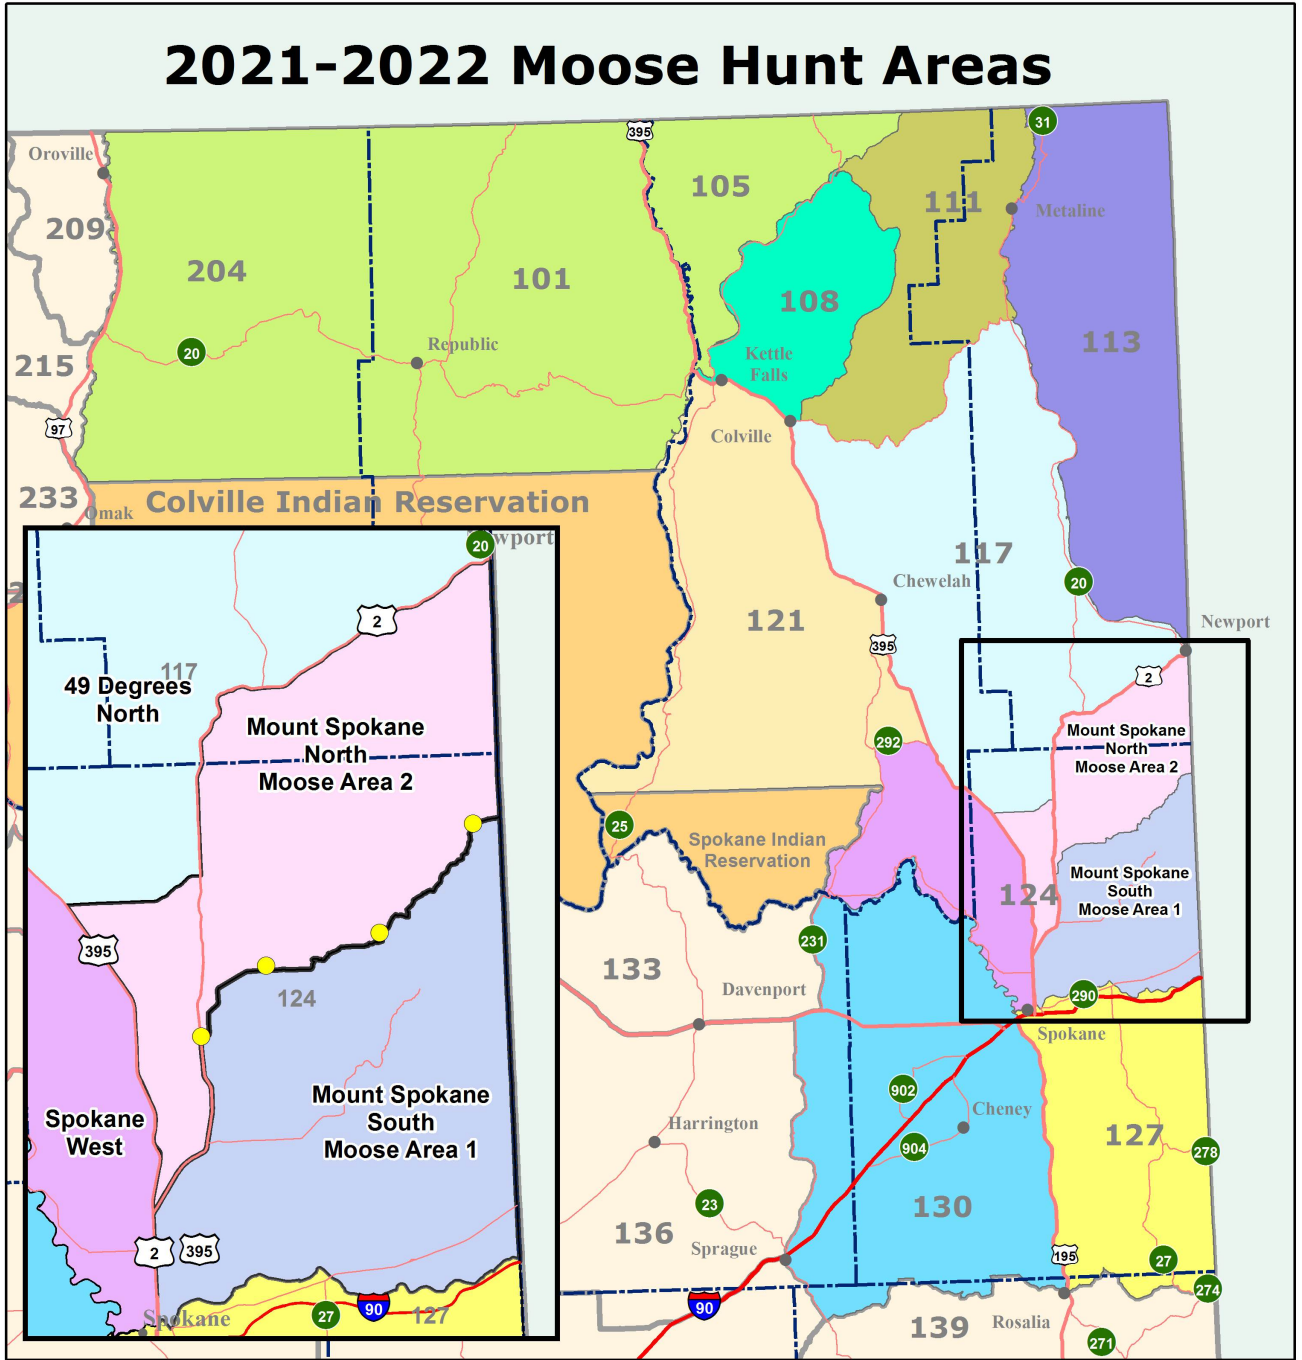 2021-2022 Moose Hunt Areas
31
395
Oroville
105
111
Metaline
209
204
101
108
113
20
Republic
Kettle
Falls
215
97
Colville
233
Omak
Colville Indian Reservation
117
Chewelah
20
121
Newport
395
2
292
Mount Spokane
North
Moose Area 2
25
Spokane Indian
Reservation
Mount Spokane
South
Moose Area 1
124
231
133
Davenport
290
Spokane
902
Cheney
Harrington
904
127
278
23
130
136
Sprague
195
27
90
274
139
Rosalia
271
20
wport
2
117
49 Degrees
North
Mount Spokane
North
Moose Area 2
395
124
Mount Spokane
South
Moose Area 1
Spokane
West
2
395
Spokane
27
90
127